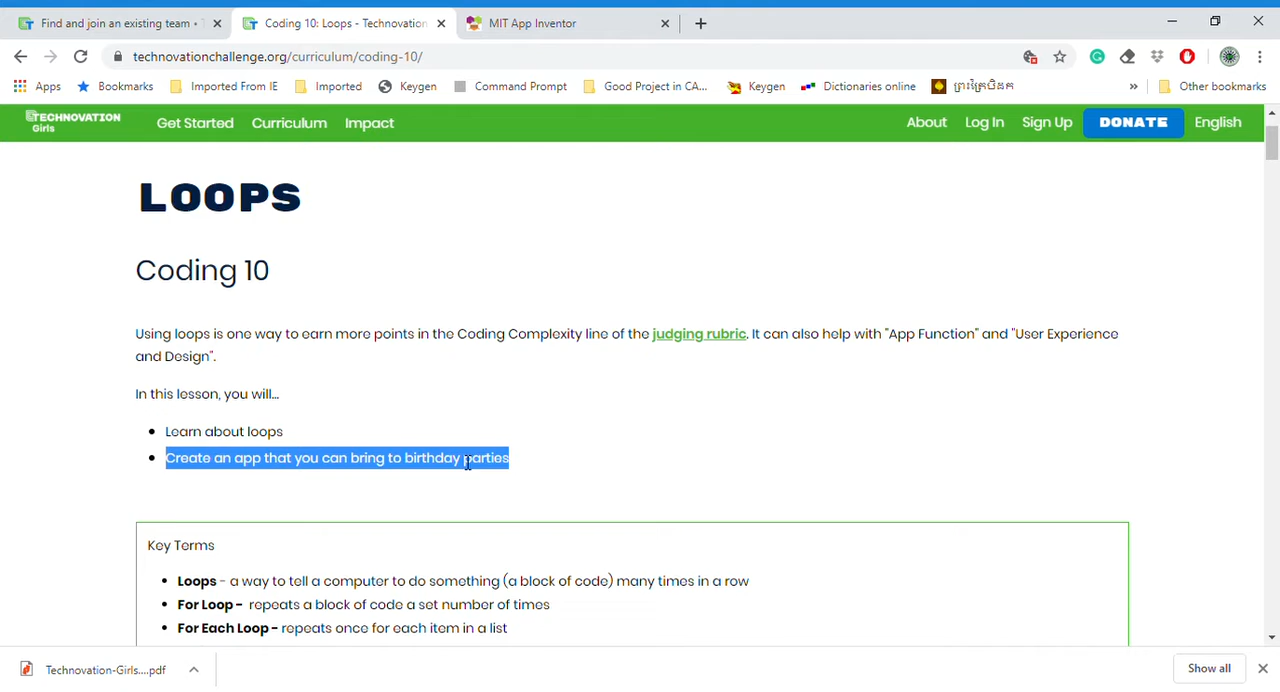 Find and join an existing team •
Coding 10: Loops - Technovation
MIT App Inventor
technovationchallenge.org/curriculum/coding-10/
Apps
Bookmarks
Imported From IE
Imported
Keygen
Command Prompt
Good Project in CA...
Keygen
Dictionaries online
ព្រះត្រៃបិដក
»
Other bookmarks
TECHNOVATION
Girls
Get Started
Curriculum
Impact
About
Log In
Sign Up
DONATE
English
LOOPS
Coding 10
Using loops is one way to earn more points in the Coding Complexity line of the judging rubric. It can also help with "App Function" and "User Experience
and Design".
In this lesson, you will...
• Learn about loops
• Create an app that you can bring to birthday parties
Key Terms
• Loops - a way to tell a computer to do something (a block of code) many times in a row
• For Loop - repeats a block of code a set number of times
• For Each Loop - repeats once for each item in a list
Technovation-Girls....pdf
Show all